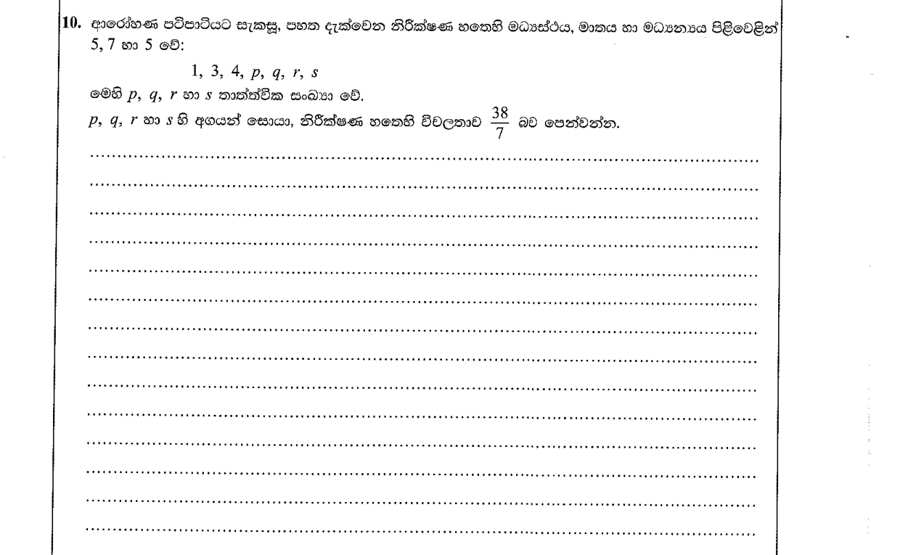 10. ආරෝහණ පටිපාටියට සැකසූ, පහත දැක්වෙන නිරීක්ෂණ හතෙහි මධ්‍යස්ථය, මාතය හා මධ්‍යන්‍යය පිළිවෙළින්
5, 7 හා 5 වේ:
1, 3, 4, p, q, r, s
මෙහි p, q, r හා s තාත්ත්වික සංඛ්‍යා වේ.
p, q, r හා s හි අගයන් සොයා, නිරීක්ෂණ හතෙහි විචලතාව 38/7 බව පෙන්වන්න.